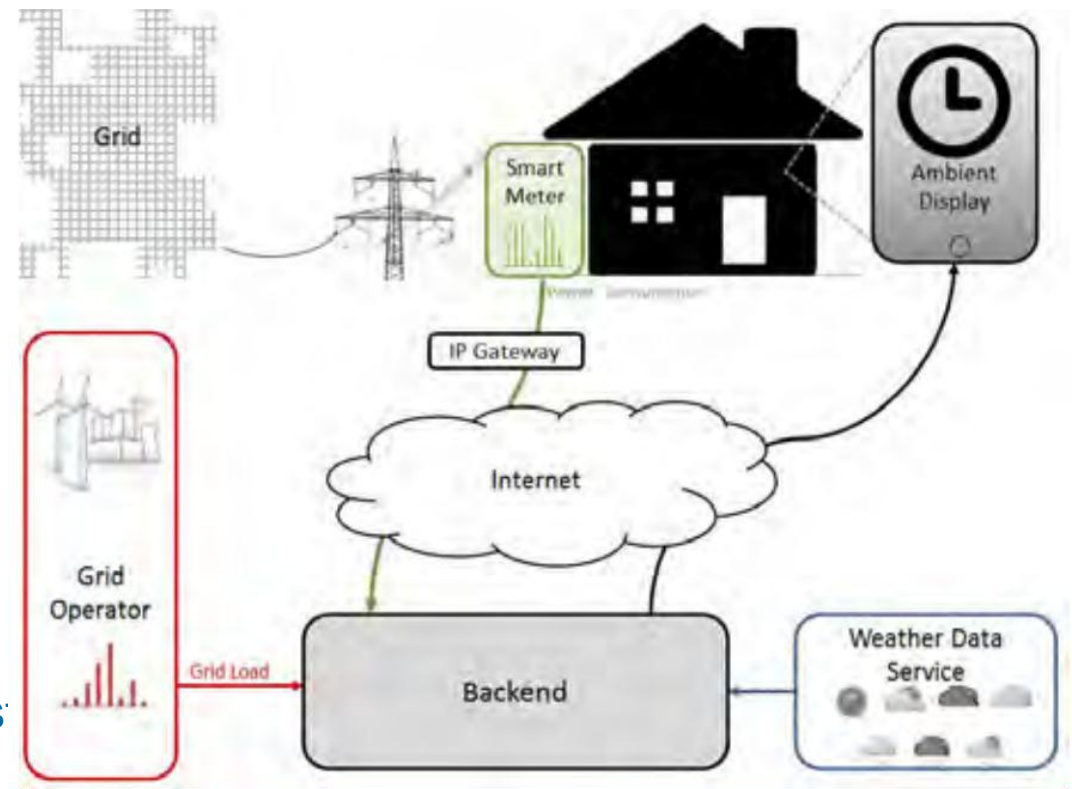 Grid
Smart
Meter
Ambient
Display
IP Gateway
Internet
Grid
Operator
Grid Load
Backend
Weather Data
Service